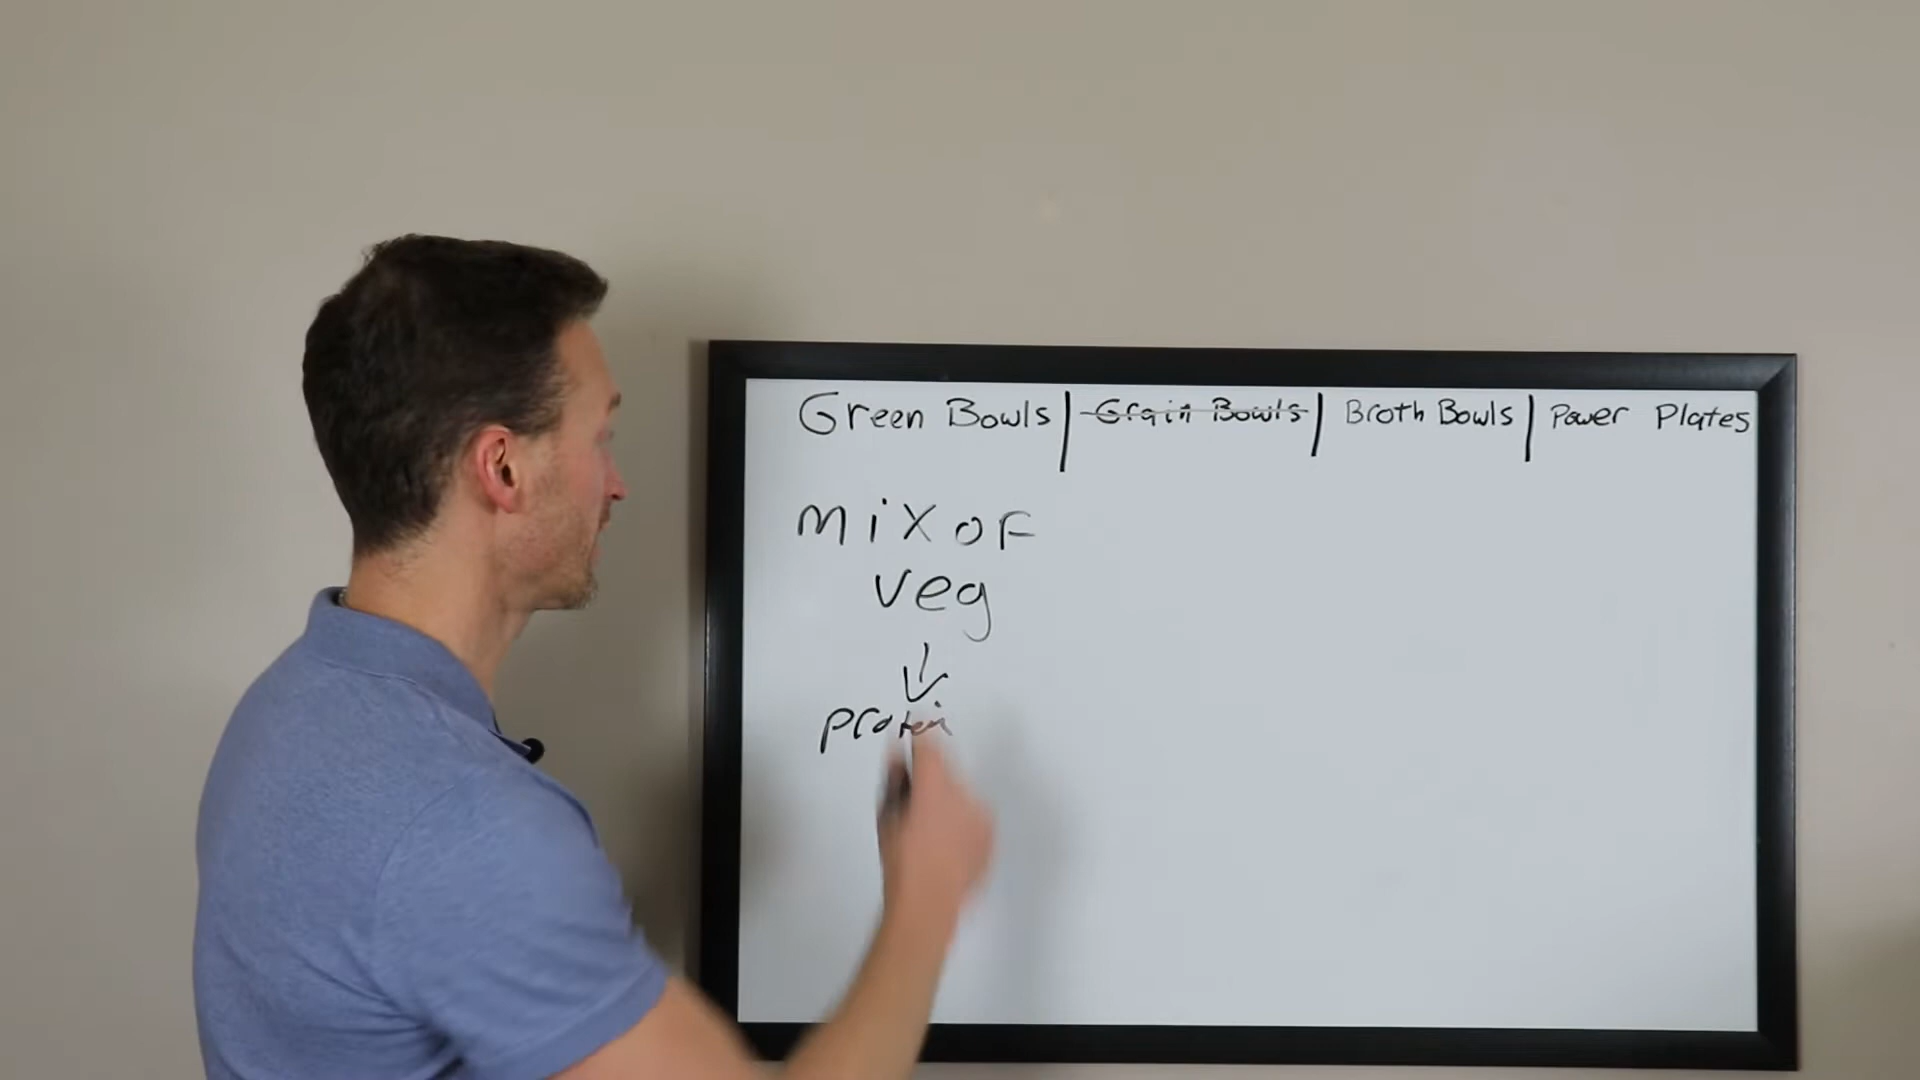 Green Bowls | Grain Bowls | Broth Bowls | Power Plates
mix of
veg
protein